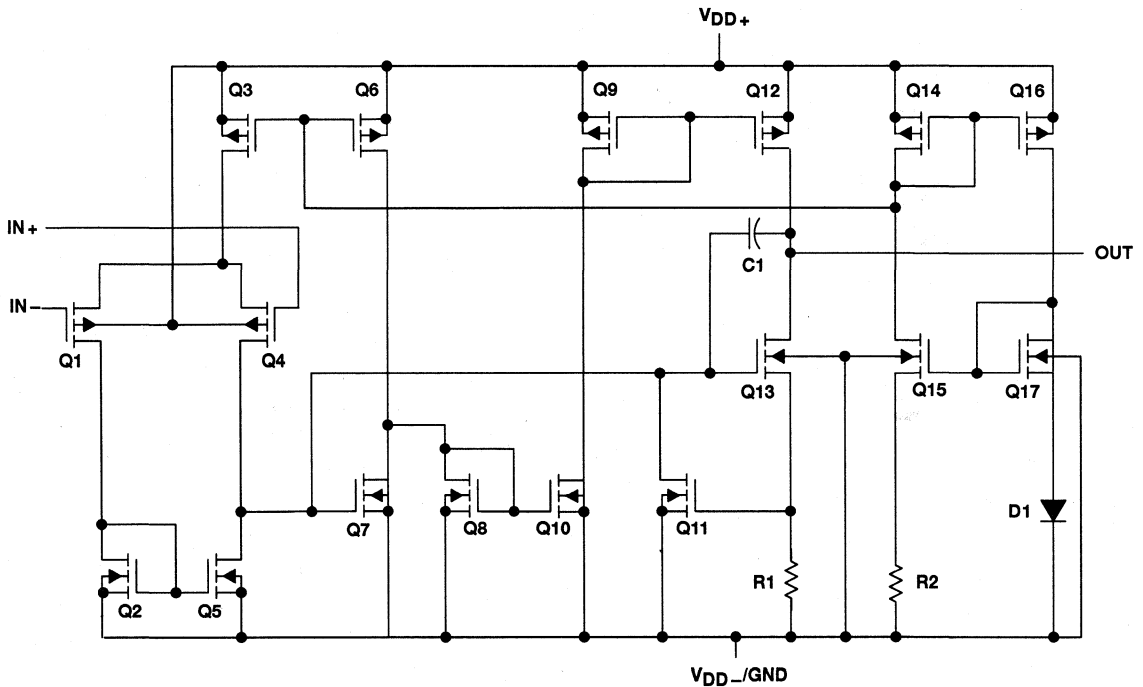 VDD+
Q3
Q6
Q9
Q12
Q14
Q16
IN+
IN−
C1
OUT
Q1
Q4
Q13
Q15
Q17
Q7
Q8
Q10
Q11
D1
Q2
Q5
R1
R2
VDD−/GND